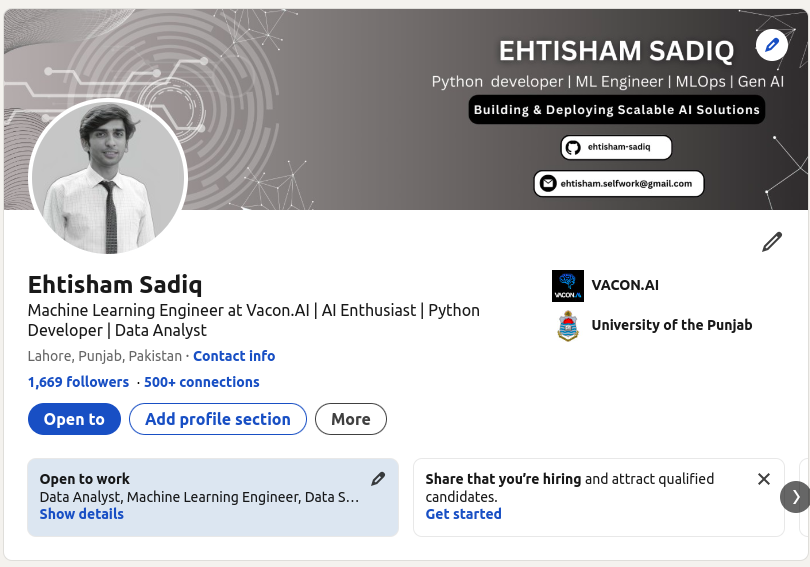 EHTISHAM SADIQ
Python developer | ML Engineer | MLOps | Gen AI
Building & Deploying Scalable AI Solutions
ehtisham-sadiq
ehtisham.selfwork@gmail.com
Ehtisham Sadiq
Machine Learning Engineer at Vacon.AI | AI Enthusiast | Python
Developer | Data Analyst
Lahore, Punjab, Pakistan · Contact info
1,669 followers · 500+ connections
VACON.AI
VACON.AI
University of the Punjab
Open to
Add profile section
More
Open to work
Data Analyst, Machine Learning Engineer, Data S…
Show details
Share that you’re hiring and attract qualified
candidates.
Get started